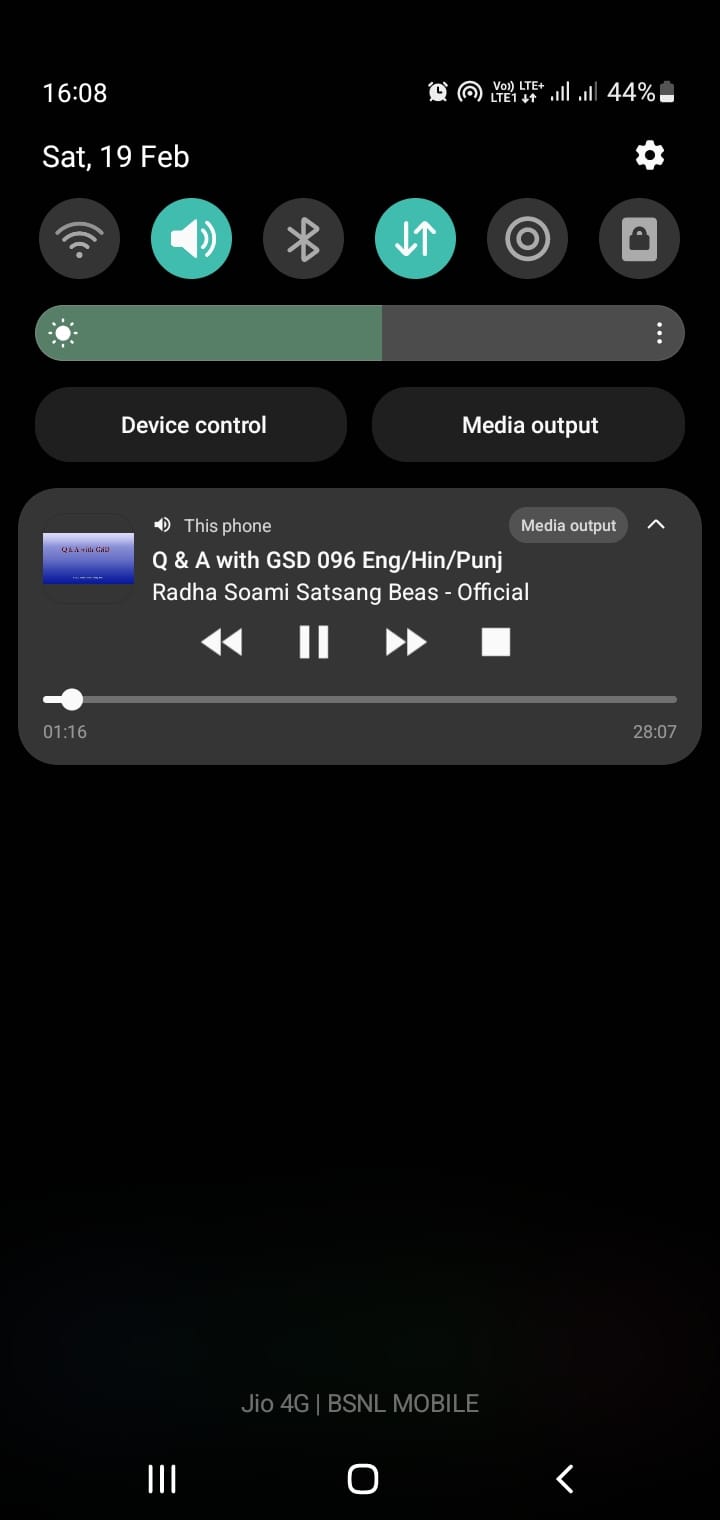 16:08
Vo)) LTE+
LTE1
44%
Sat, 19 Feb
Device control
Media output
This phone
Media output
Q & A with GSD
Q & A with GSD 096 Eng/Hin/Punj
Radha Soami Satsang Beas - Official
01:16
28:07
Jio 4G | BSNL MOBILE